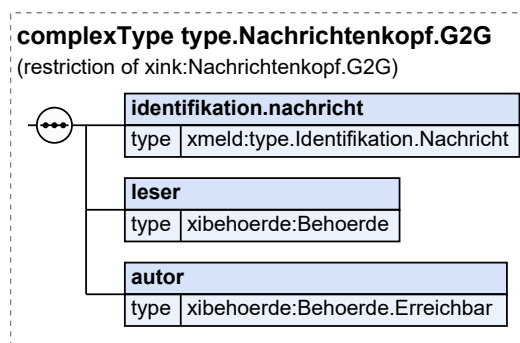 complexType type.Nachrichtenkopf.G2G
(restriction of xink:Nachrichtenkopf.G2G)
identifikation.nachricht
type xmeld:type.Identifikation.Nachricht
leser
type xibehoerde:Behoerde
autor
type xibehoerde:Behoerde.Erreichbar